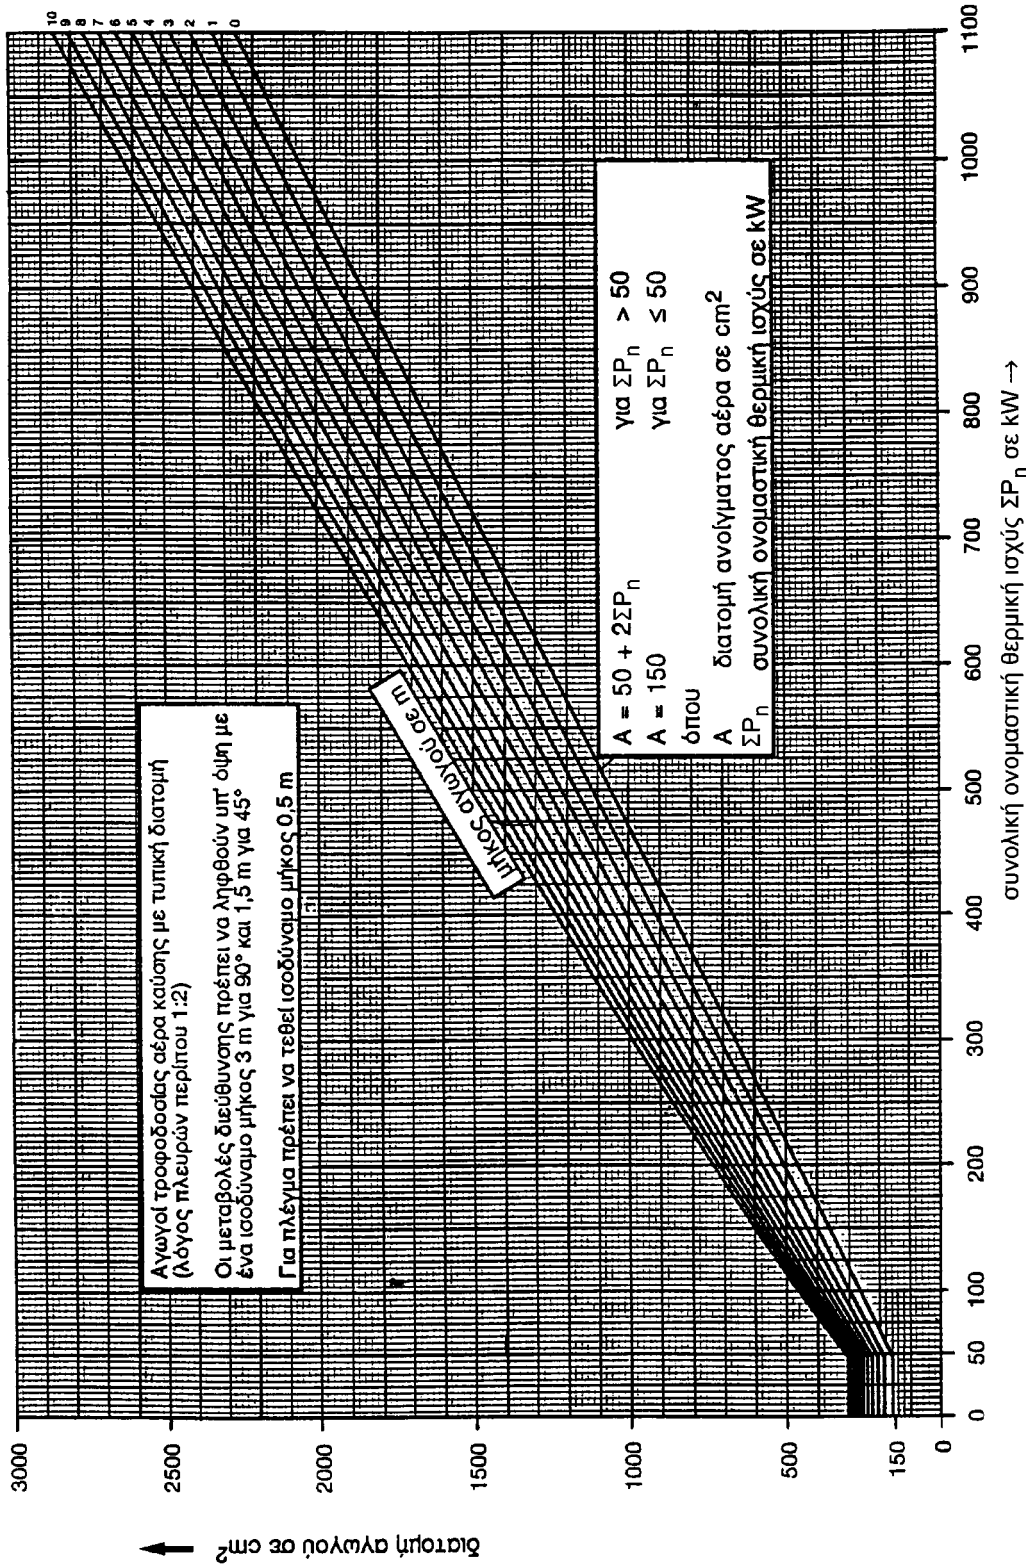 10
9
8
7
6
5
4
3
2
1
0
Αγωγοί τροφοδοσίας αέρα καύσης με τυπική διατομή
(λόγος πλευρών περίπου 1:2)
Οι μεταβολές διεύθυνσης πρέπει να ληφθούν υπ' όψη με
ένα ισοδύναμο μήκος 3 m για 90° και 1,5 m για 45°
Για πλέγμα πρέπει να τεθεί ισοδύναμο μήκος 0,5 m
μήκος αγωγού σε m
A = 50 + 2ΣPn για ΣPn > 50
A = 150 για ΣPn ≤ 50
όπου
A διατομή ανοίγματος αέρα σε cm²
ΣPn συνολική ονομαστική θερμική ισχύς σε kW
διατομή αγωγού σε cm²
3000
2500
2000
1500
1000
500
150
0
0 50 100 200 300 400 500 600 700 800 900 1000 1100
συνολική ονομαστική θερμική ισχύς ΣPn σε kW →